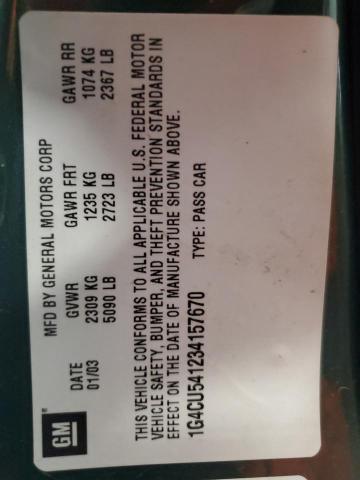 GM
MFD BY GENERAL MOTORS CORP
DATE GVWR GAWR FRT GAWR RR
01/03 2309 KG 1235 KG 1074 KG
5090 LB 2723 LB 2367 LB
THIS VEHICLE CONFORMS TO ALL APPLICABLE U.S. FEDERAL MOTOR
VEHICLE SAFETY, BUMPER, AND THEFT PREVENTION STANDARDS IN
EFFECT ON THE DATE OF MANUFACTURE SHOWN ABOVE.
1G4CU541234157670 TYPE: PASS CAR